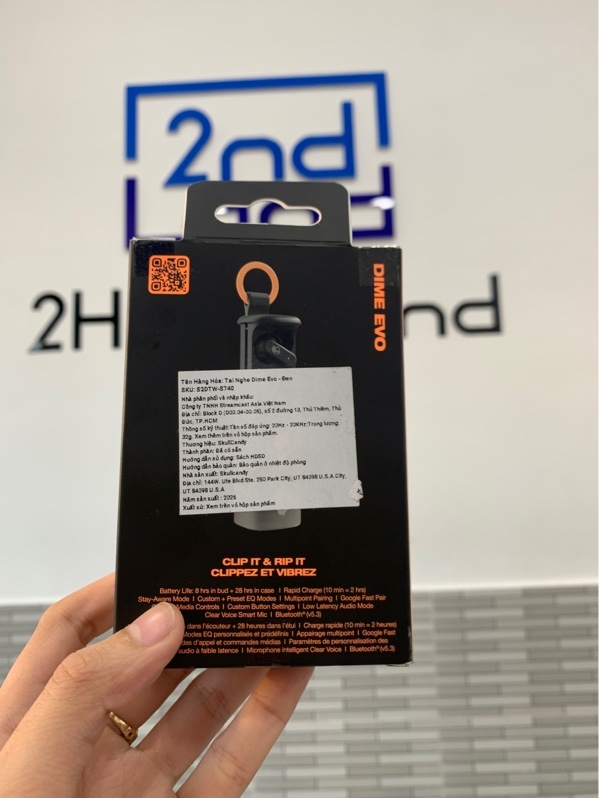 2nd
2H
nd
DIME EVO
Tên Hàng Hóa: Tai Nghe Dime Evo - Đen
SKU: S2DTW-S740
Nhà phân phối và nhập khẩu:
Công ty TNHH Streamcast Asia Việt Nam
Địa chỉ: Block D (D03.04-00.05), số 2 đường 13, Thủ Thiêm, Thủ
Đức, TP.HCM
Thông số kỹ thuật: Tần số đáp ứng: 20Hz - 20KHz; Trọng lượng:
32g. Xem thêm trên vỏ hộp sản phẩm.
Thương hiệu: SkullCandy
Thành phần: Đã có sẵn
Hướng dẫn sử dụng: Sách HDSD
Hướng dẫn bảo quản: Bảo quản ở nhiệt độ phòng
Nhà sản xuất: Skullcandy
Địa chỉ: 144W. Ute Blvd Ste. 250 Park City, UT 84098 U.S.A City,
UT 84098 U.S.A
Năm sản xuất: 2025
Xuất xứ: Xem trên vỏ hộp sản phẩm
CLIP IT & RIP IT
CLIPPEZ ET VIBREZ
Battery Life: 8 hrs in bud + 28 hrs in case | Rapid Charge (10 min = 2 hrs)
Stay-Aware Mode | Custom + Preset EQ Modes | Multipoint Pairing | Google Fast Pair
Media Controls | Custom Button Settings | Low Latency Audio Mode
Clear Voice Smart Mic | Bluetooth® (v5.3)
dans l'écouteur + 28 heures dans l'étui | Charge rapide (10 min = 2 heures)
Modes EQ personnalisés et prédéfinis | Appairage multipoint | Google Fast
d'appel et commandes médias | Paramètres de personnalisation des
audio à faible latence | Microphone intelligent Clear Voice | Bluetooth® (v5.3)